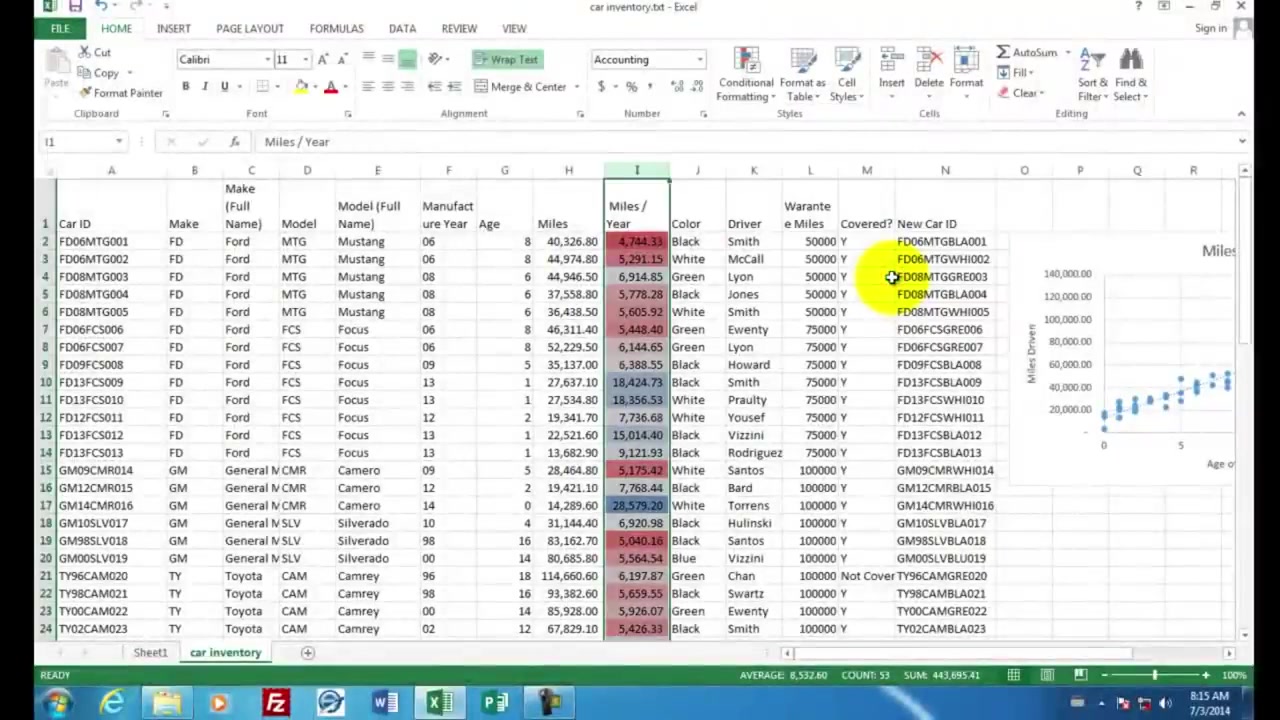 car inventory.txt - Excel
FILE HOME INSERT PAGE LAYOUT FORMULAS DATA REVIEW VIEW Sign in
Paste Cut Copy Format Painter
Clipboard
Calibri 11
B I U
Font
Wrap Text
Merge & Center
Alignment
Accounting
$ % ,
Number
Conditional Formatting Format as Table Cell Styles
Styles
Insert Delete Format
Cells
AutoSum Fill Clear Sort & Filter Find & Select
Editing
I1 fx Miles / Year
A B C D E F G H I J K L M N O P Q R
1 Car ID Make Make (Full Name) Model Model (Full Name) Manufact ure Year Age Miles Miles / Year Color Driver Warante e Miles Covered? New Car ID
2 FD06MTG001 FD Ford MTG Mustang 06 8 40,326.80 4,744.33 Black Smith 50000 Y FD06MTGBLA001
3 FD06MTG002 FD Ford MTG Mustang 06 8 44,974.80 5,291.15 White McCall 50000 Y FD06MTGWHI002
4 FD08MTG003 FD Ford MTG Mustang 08 6 44,946.50 6,914.85 Green Lyon 50000 Y FD08MTGGRE003
5 FD08MTG004 FD Ford MTG Mustang 08 6 37,558.80 5,778.28 Black Jones 50000 Y FD08MTGBLA004
6 FD08MTG005 FD Ford MTG Mustang 08 6 36,438.50 5,605.92 White Smith 50000 Y FD08MTGWHI005
7 FD06FCS006 FD Ford FCS Focus 06 8 46,311.40 5,448.40 Green Ewenty 75000 Y FD06FCSGRE006
8 FD06FCS007 FD Ford FCS Focus 06 8 52,229.50 6,144.65 Green Lyon 75000 Y FD06FCSGRE007
9 FD09FCS008 FD Ford FCS Focus 09 5 35,137.00 6,388.55 Black Howard 75000 Y FD09FCSBLA008
10 FD13FCS009 FD Ford FCS Focus 13 1 27,637.10 18,424.73 Black Smith 75000 Y FD13FCSBLA009
11 FD13FCS010 FD Ford FCS Focus 13 1 27,534.80 18,356.53 White Praulty 75000 Y FD13FCSWHI010
12 FD12FCS011 FD Ford FCS Focus 12 2 19,341.70 7,736.68 White Yousef 75000 Y FD12FCSWHI011
13 FD13FCS012 FD Ford FCS Focus 13 1 22,521.60 15,014.40 Black Vizzini 75000 Y FD13FCSBLA012
14 FD13FCS013 FD Ford FCS Focus 13 1 13,682.90 9,121.93 Black Rodriguez 75000 Y FD13FCSBLA013
15 GM09CMR014 GM General M CMR Camero 09 5 28,464.80 5,175.42 White Santos 100000 Y GM09CMRWHI014
16 GM12CMR015 GM General M CMR Camero 12 2 19,421.10 7,768.44 Black Bard 100000 Y GM12CMRBLA015
17 GM14CMR016 GM General M CMR Camero 14 0 14,289.60 28,579.20 White Torrens 100000 Y GM14CMRWHI016
18 GM10SLV017 GM General M SLV Silverado 10 4 31,144.40 6,920.98 Black Hulinski 100000 Y GM10SLVBLA017
19 GM98SLV018 GM General M SLV Silverado 98 16 83,162.70 5,040.16 Black Santos 100000 Y GM98SLVBLA018
20 GM00SLV019 GM General M SLV Silverado 00 14 80,685.80 5,564.54 Blue Vizzini 100000 Y GM00SLVBLU019
21 TY96CAM020 TY Toyota CAM Camrey 96 18 114,660.60 6,197.87 Green Chan 100000 Not Cover TY96CAMGRE020
22 TY98CAM021 TY Toyota CAM Camrey 98 16 93,382.60 5,659.55 Black Swartz 100000 Y TY98CAMBLA021
23 TY00CAM022 TY Toyota CAM Camrey 00 14 85,928.00 5,926.07 Green Ewenty 100000 Y TY00CAMGRE022
24 TY02CAM023 TY Toyota CAM Camrey 02 12 67,829.10 5,426.33 Black Smith 100000 Y TY02CAMBLA023
Miles
140,000.00
120,000.00
100,000.00
80,000.00
60,000.00
40,000.00
20,000.00
-
Miles Driven
0 5
Age o
Sheet1 car inventory
READY AVERAGE: 8,532.60 COUNT: 53 SUM: 443,695.41 100%
8:15 AM
7/3/2014